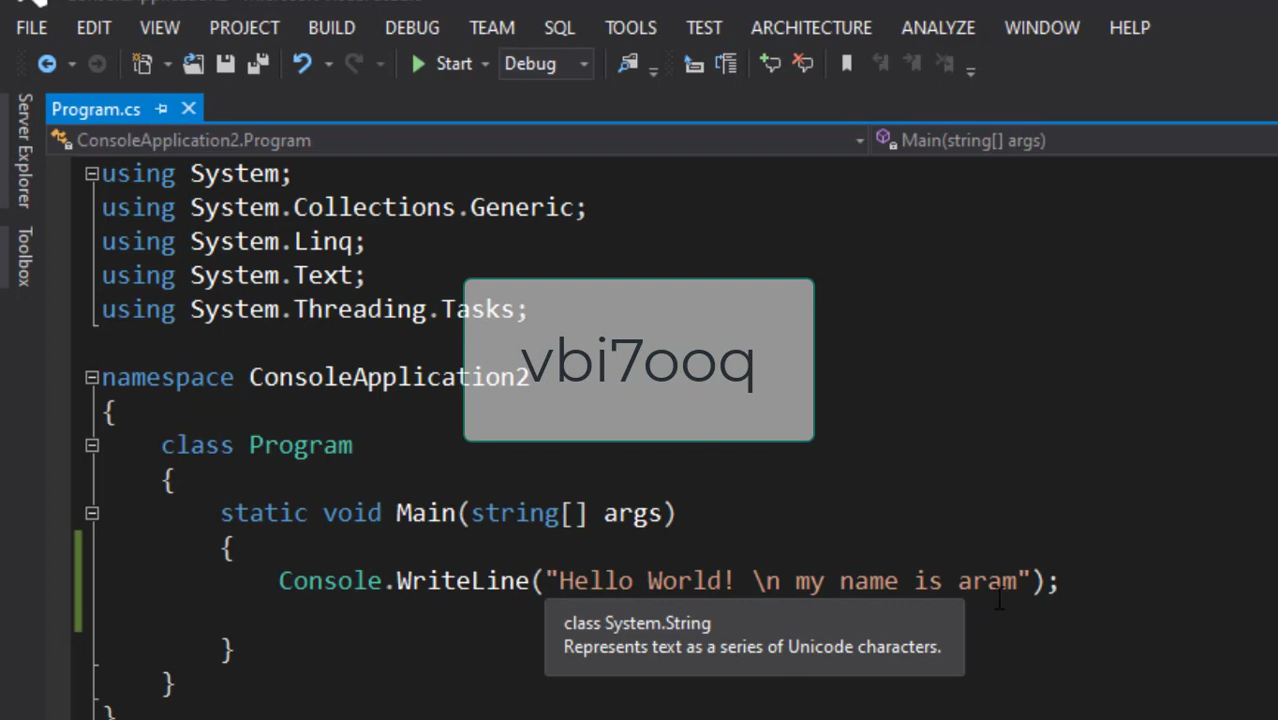 FILE EDIT VIEW PROJECT BUILD DEBUG TEAM SQL TOOLS TEST ARCHITECTURE ANALYZE WINDOW HELP
Start Debug
Program.cs
Server Explorer
Toolbox
ConsoleApplication2.Program Main(string[] args)
using System;
using System.Collections.Generic;
using System.Linq;
using System.Text;
using System.Threading.Tasks;
vbi7ooq
namespace ConsoleApplication2
{
class Program
{
static void Main(string[] args)
{
Console.WriteLine("Hello World! \n my name is aram");
class System.String
Represents text as a series of Unicode characters.
}
}
}